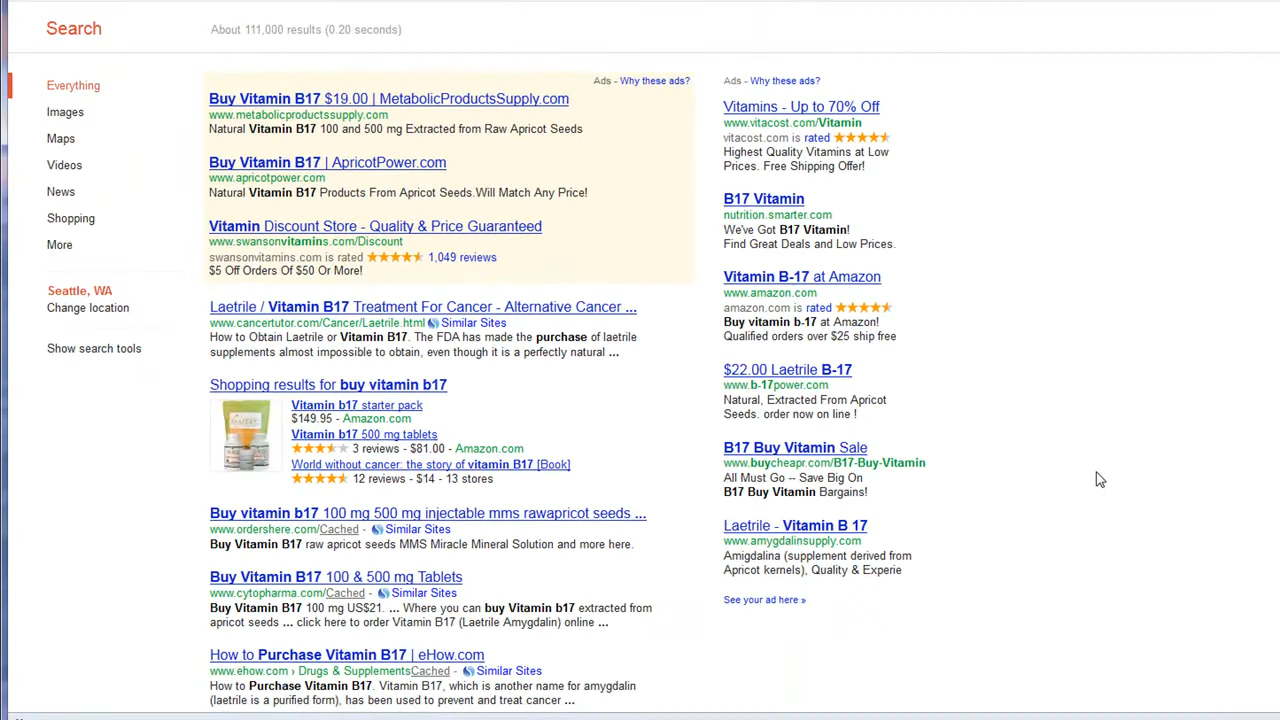 Search
About 111,000 results (0.20 seconds)
Everything
Images
Maps
Videos
News
Shopping
More
Seattle, WA
Change location
Show search tools
Ads - Why these ads?
Buy Vitamin B17 $19.00 | MetabolicProductsSupply.com
www.metabolicproductssupply.com
Natural Vitamin B17 100 and 500 mg Extracted from Raw Apricot Seeds
Buy Vitamin B17 | ApricotPower.com
www.apricotpower.com
Natural Vitamin B17 Products From Apricot Seeds.Will Match Any Price!
Vitamin Discount Store - Quality & Price Guaranteed
www.swansonvitamins.com/Discount
swansonvitamins.com is rated 1,049 reviews
$5 Off Orders Of $50 Or More!
Laetrile / Vitamin B17 Treatment For Cancer - Alternative Cancer ...
www.cancertutor.com/Cancer/Laetrile.html Similar Sites
How to Obtain Laetrile or Vitamin B17. The FDA has made the purchase of laetrile
supplements almost impossible to obtain, even though it is a perfectly natural ...
Shopping results for buy vitamin b17
Vitamin b17 starter pack
$149.95 - Amazon.com
Vitamin b17 500 mg tablets
3 reviews - $81.00 - Amazon.com
World without cancer: the story of vitamin B17 [Book]
12 reviews - $14 - 13 stores
Buy vitamin b17 100 mg 500 mg injectable mms rawapricot seeds ...
www.ordershere.com/Cached - Similar Sites
Buy Vitamin B17 raw apricot seeds MMS Miracle Mineral Solution and more here.
Buy Vitamin B17 100 & 500 mg Tablets
www.cytopharma.com/Cached - Similar Sites
Buy Vitamin B17 100 mg US$21. ... Where you can buy Vitamin b17 extracted from
apricot seeds ... click here to order Vitamin B17 (Laetrile Amygdalin) online ...
How to Purchase Vitamin B17 | eHow.com
www.ehow.com › Drugs & SupplementsCached - Similar Sites
How to Purchase Vitamin B17. Vitamin B17, which is another name for amygdalin
(laetrile is a purified form), has been used to prevent and treat cancer ...
Ads - Why these ads?
Vitamins - Up to 70% Off
www.vitacost.com/Vitamin
vitacost.com is rated
Highest Quality Vitamins at Low
Prices. Free Shipping Offer!
B17 Vitamin
nutrition.smarter.com
We've Got B17 Vitamin!
Find Great Deals and Low Prices.
Vitamin B-17 at Amazon
www.amazon.com
amazon.com is rated
Buy vitamin b-17 at Amazon!
Qualified orders over $25 ship free
$22.00 Laetrile B-17
www.b-17power.com
Natural, Extracted From Apricot
Seeds. order now on line !
B17 Buy Vitamin Sale
www.buycheapr.com/B17-Buy-Vitamin
All Must Go -- Save Big On
B17 Buy Vitamin Bargains!
Laetrile - Vitamin B 17
www.amygdalinsupply.com
Amigdalina (supplement derived from
Apricot kernels), Quality & Experie
See your ad here »